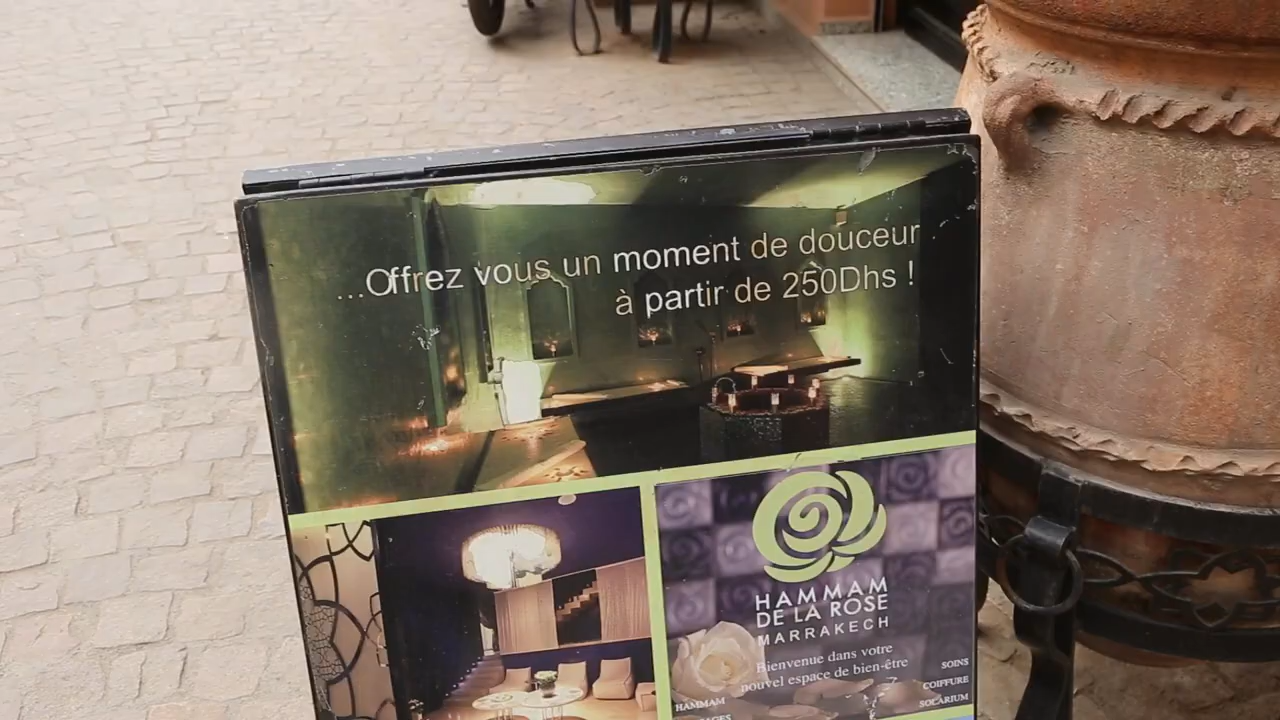 ...Offrez vous un moment de douceur
à partir de 250Dhs !
HAMMAM
DE LA ROSE
MARRAKECH
Bienvenue dans votre
nouvel espace de bien-être
SOINS
COIFFURE
SOLARIUM
HAMMAM